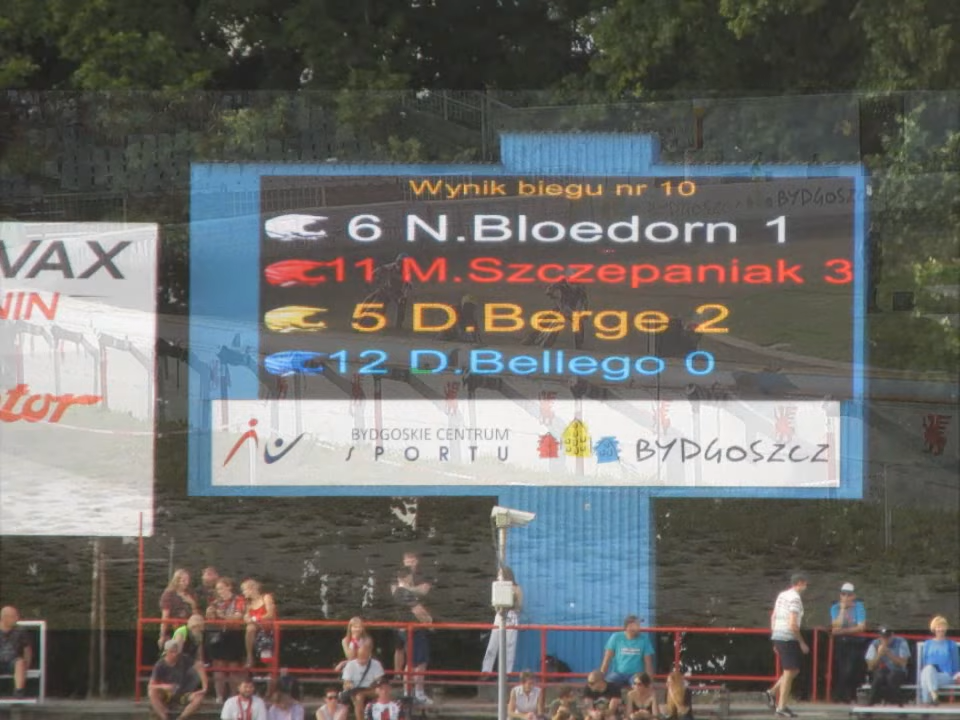 Wynik biegu nr 10
6 N.Bloedorn 1
11 M.Szczepaniak 3
5 D.Berge 2
12 D.Bellego 0
BYDGOSKIE CENTRUM
SPORTU
BYDGOSZCZ
VAX
NIN
tor
BYDGOSZ